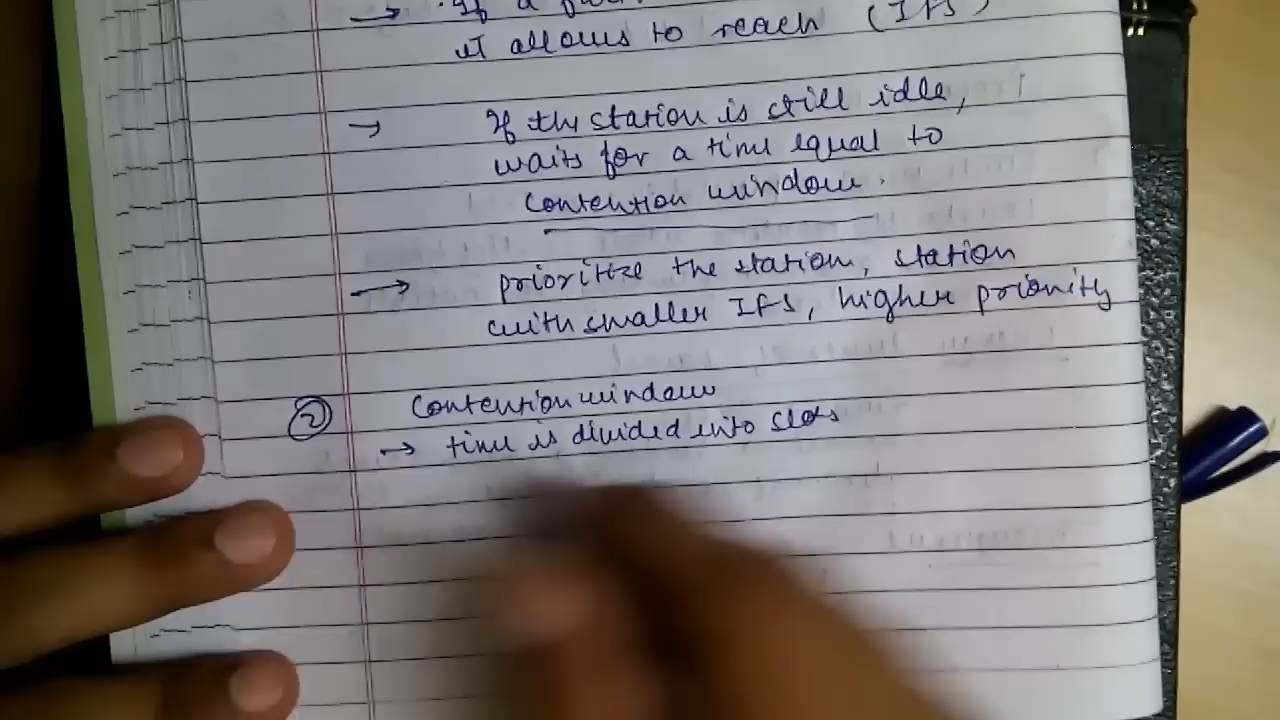 → . If a
it allows to reach (IFS)
→ If the station is still idle,
waits for a time equal to
contention window.
→ prioritize the station, station
with smaller IFS, higher priority
② Contention window
→ time is divided into slots